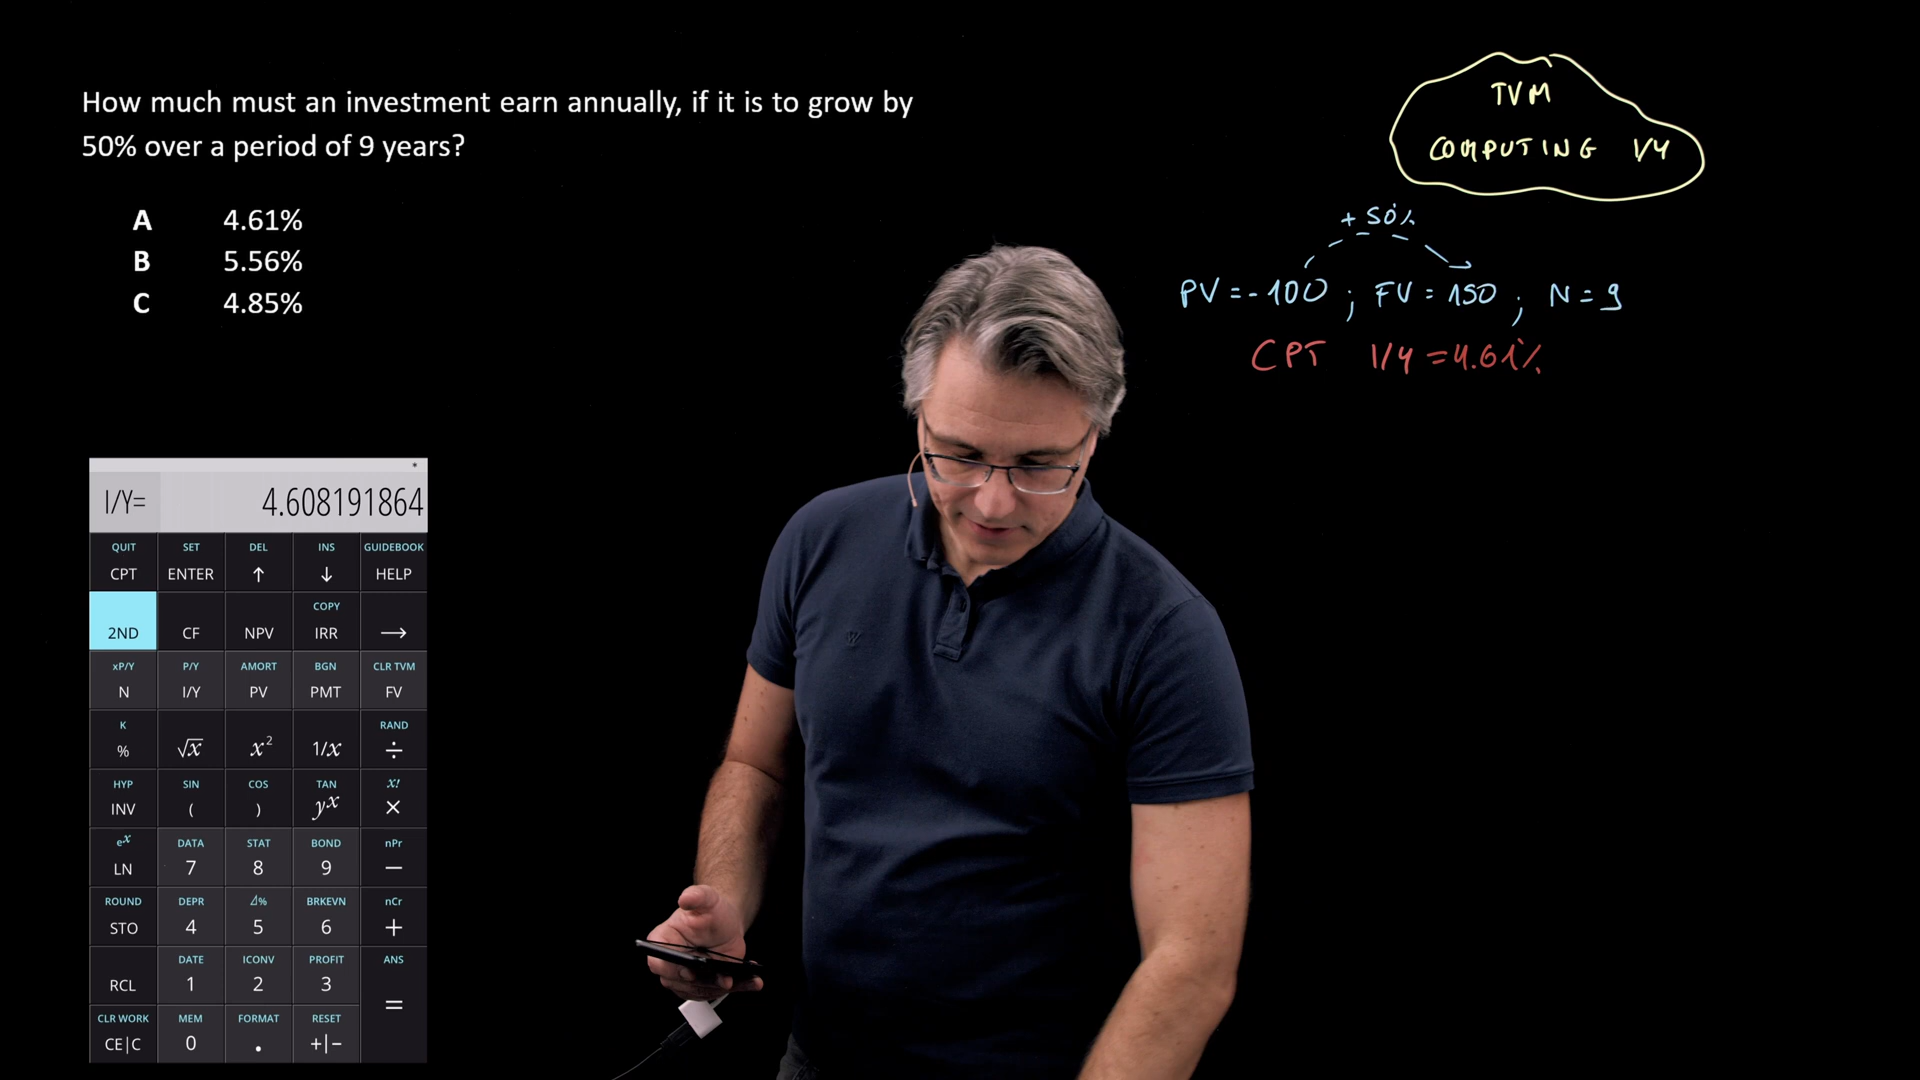 How much must an investment earn annually, if it is to grow by
50% over a period of 9 years?
A 4.61%
B 5.56%
C 4.85%
TVM
COMPUTING I/Y
+50%
PV=-100 ; FV=150 ; N=9
CPT I/Y=4.61%
*
I/Y= 4.608191864
QUIT SET DEL INS GUIDEBOOK
CPT ENTER ↑ ↓ HELP
COPY
2ND CF NPV IRR →
xP/Y P/Y AMORT BGN CLR TVM
N I/Y PV PMT FV
K RAND
% √x x² 1/x ÷
HYP SIN COS TAN x!
INV ( ) yˣ ×
eˣ DATA STAT BOND nPr
LN 7 8 9 −
ROUND DEPR Δ% BRKEVN nCr
STO 4 5 6 +
DATE ICONV PROFIT ANS
RCL 1 2 3 =
CLR WORK MEM FORMAT RESET
CE|C 0 . +|−